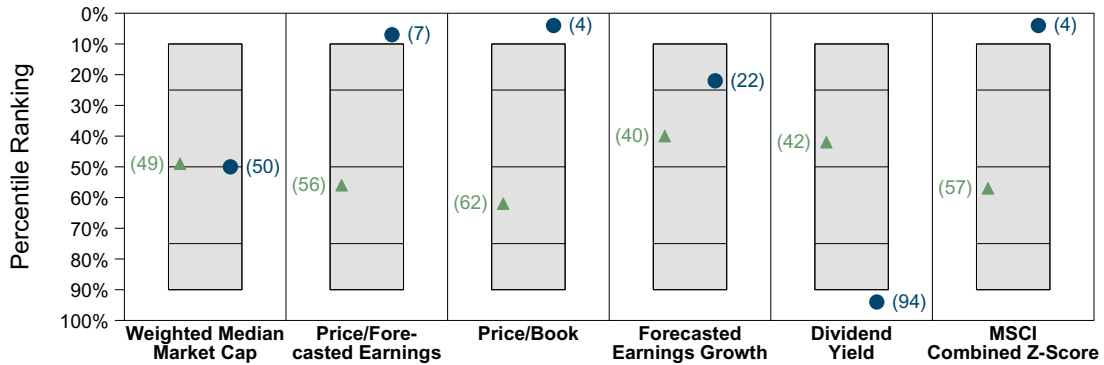 Percentile Ranking
0%
10%
20%
30%
40%
50%
60%
70%
80%
90%
100%
(49)
(50)
(7)
(56)
(4)
(62)
(22)
(40)
(42)
(94)
(4)
(57)
Weighted Median
Market Cap
Price/Fore-
casted Earnings
Price/Book
Forecasted
Earnings Growth
Dividend
Yield
MSCI
Combined Z-Score